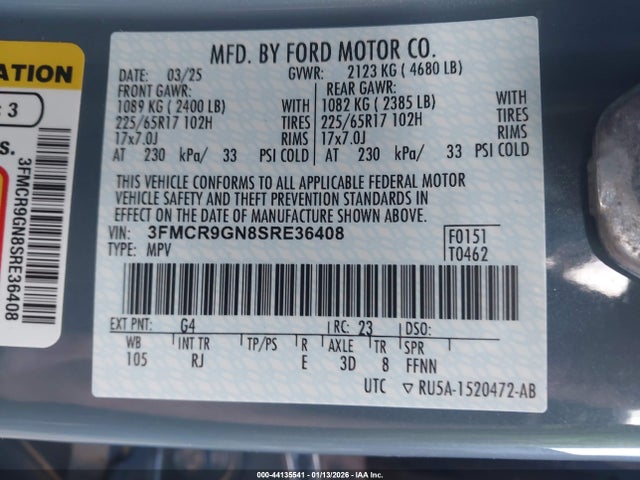 MFD. BY FORD MOTOR CO.
DATE: 03/25 GVWR: 2123 KG ( 4680 LB)
FRONT GAWR: REAR GAWR:
1089 KG ( 2400 LB) WITH 1082 KG ( 2385 LB) WITH
225/65R17 102H TIRES 225/65R17 102H TIRES
17x7.0J RIMS 17x7.0J RIMS
AT 230 kPa/ 33 PSI COLD AT 230 kPa/ 33 PSI COLD
THIS VEHICLE CONFORMS TO ALL APPLICABLE FEDERAL MOTOR
VEHICLE SAFETY AND THEFT PREVENTION STANDARDS IN
EFFECT ON THE DATE OF MANUFACTURE SHOWN ABOVE.
VIN: 3FMCR9GN8SRE36408 F0151
TYPE: MPV T0462
EXT PNT: G4 RC: 23 DSO:
WB INT TR TP/PS R AXLE TR SPR
105 RJ E 3D 8 FFNN
UTC ▽ RU5A-1520472-AB
ATION
: 3
s.
3FMCR9GN8SRE36408
000-44135541 - 01/13/2026 - IAAI, Inc.